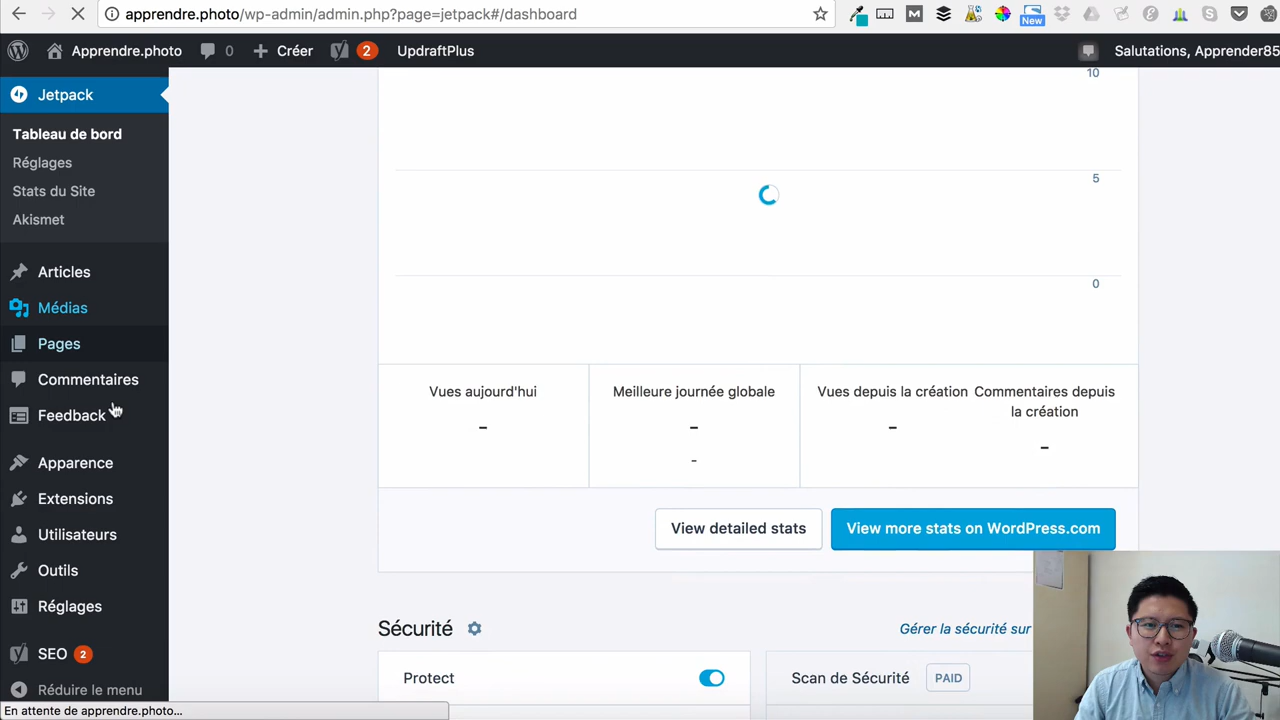 apprendre.photo/wp-admin/admin.php?page=jetpack#/dashboard
M
New
Apprendre.photo
0
Créer
2
UpdraftPlus
Salutations, Apprender85
Jetpack
Tableau de bord
Réglages
Stats du Site
Akismet
Articles
Médias
Pages
Commentaires
Feedback
Apparence
Extensions
Utilisateurs
Outils
Réglages
SEO 2
Réduire le menu
En attente de apprendre.photo...
10
5
0
Vues aujourd'hui
-
Meilleure journée globale
-
-
Vues depuis la création
-
Commentaires depuis
la création
-
View detailed stats
View more stats on WordPress.com
Sécurité
Gérer la sécurité sur
Protect
Scan de Sécurité
PAID